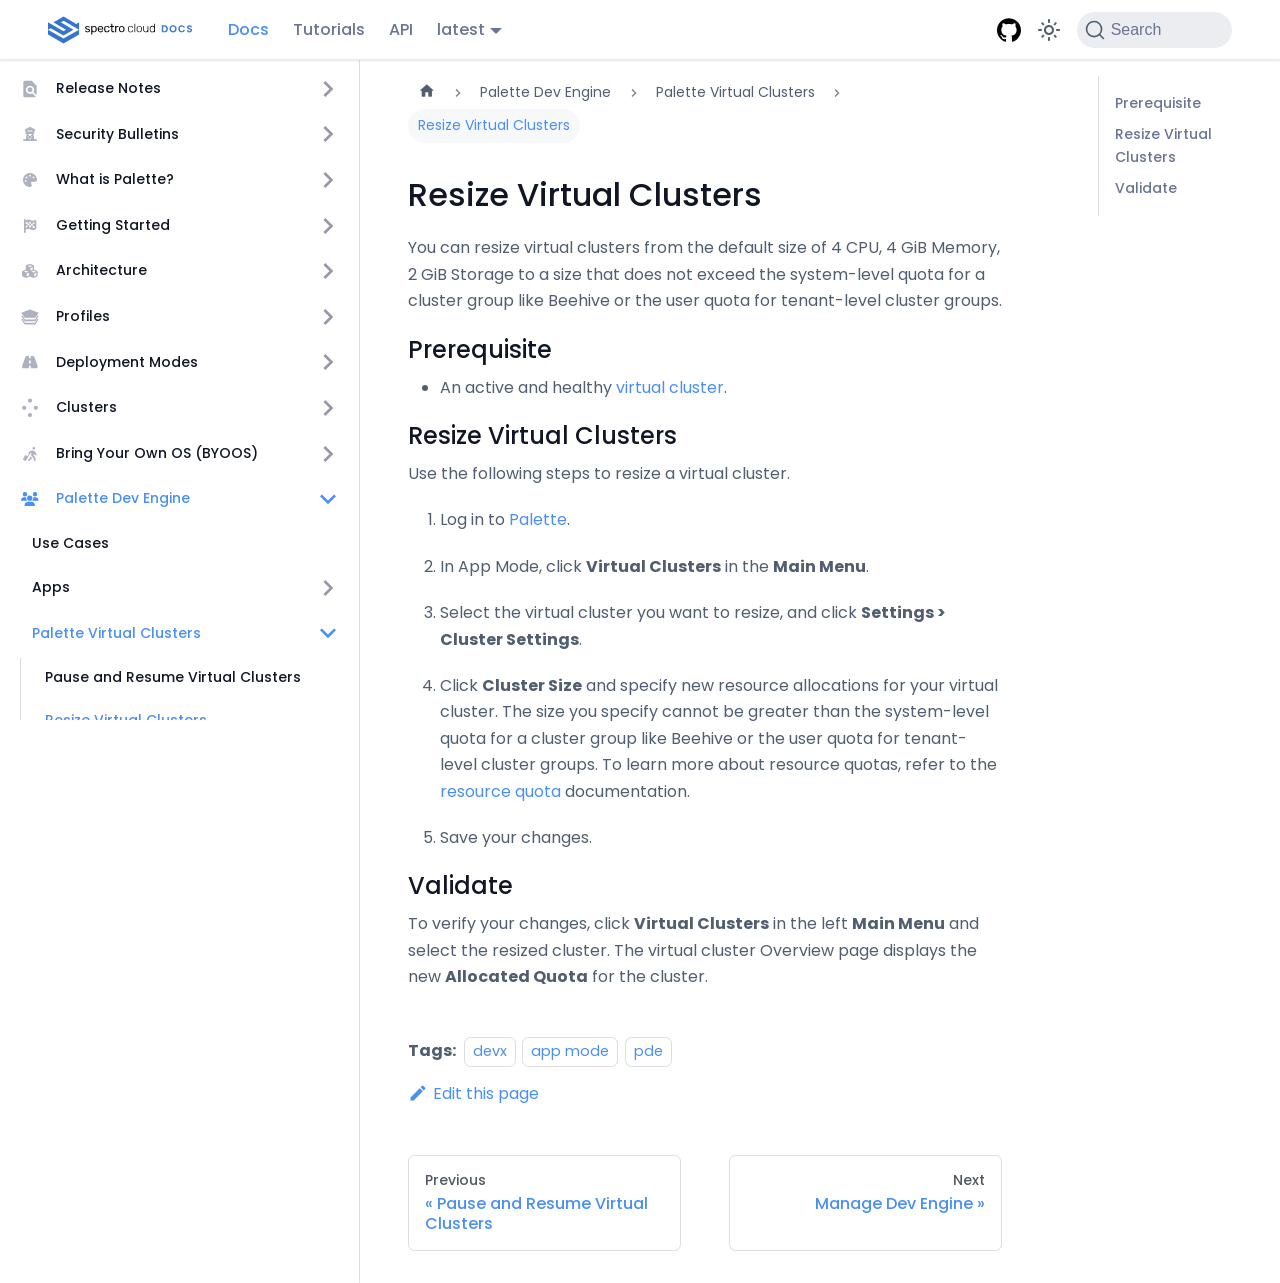 spectro cloud DOCS
Docs
Tutorials
API
latest
Search
Release Notes
Security Bulletins
What is Palette?
Getting Started
Architecture
Profiles
Deployment Modes
Clusters
Bring Your Own OS (BYOOS)
Palette Dev Engine
Use Cases
Apps
Palette Virtual Clusters
Pause and Resume Virtual Clusters
Resize Virtual Clusters
Palette Dev Engine
Palette Virtual Clusters
Resize Virtual Clusters
Resize Virtual Clusters
You can resize virtual clusters from the default size of 4 CPU, 4 GiB Memory,
2 GiB Storage to a size that does not exceed the system-level quota for a
cluster group like Beehive or the user quota for tenant-level cluster groups.
Prerequisite
• An active and healthy virtual cluster.
Resize Virtual Clusters
Use the following steps to resize a virtual cluster.
1. Log in to Palette.
2. In App Mode, click Virtual Clusters in the Main Menu.
3. Select the virtual cluster you want to resize, and click Settings >
Cluster Settings.
4. Click Cluster Size and specify new resource allocations for your virtual
cluster. The size you specify cannot be greater than the system-level
quota for a cluster group like Beehive or the user quota for tenant-
level cluster groups. To learn more about resource quotas, refer to the
resource quota documentation.
5. Save your changes.
Validate
To verify your changes, click Virtual Clusters in the left Main Menu and
select the resized cluster. The virtual cluster Overview page displays the
new Allocated Quota for the cluster.
Tags: devx app mode pde
Edit this page
Previous
« Pause and Resume Virtual
Clusters
Next
Manage Dev Engine »
Prerequisite
Resize Virtual
Clusters
Validate